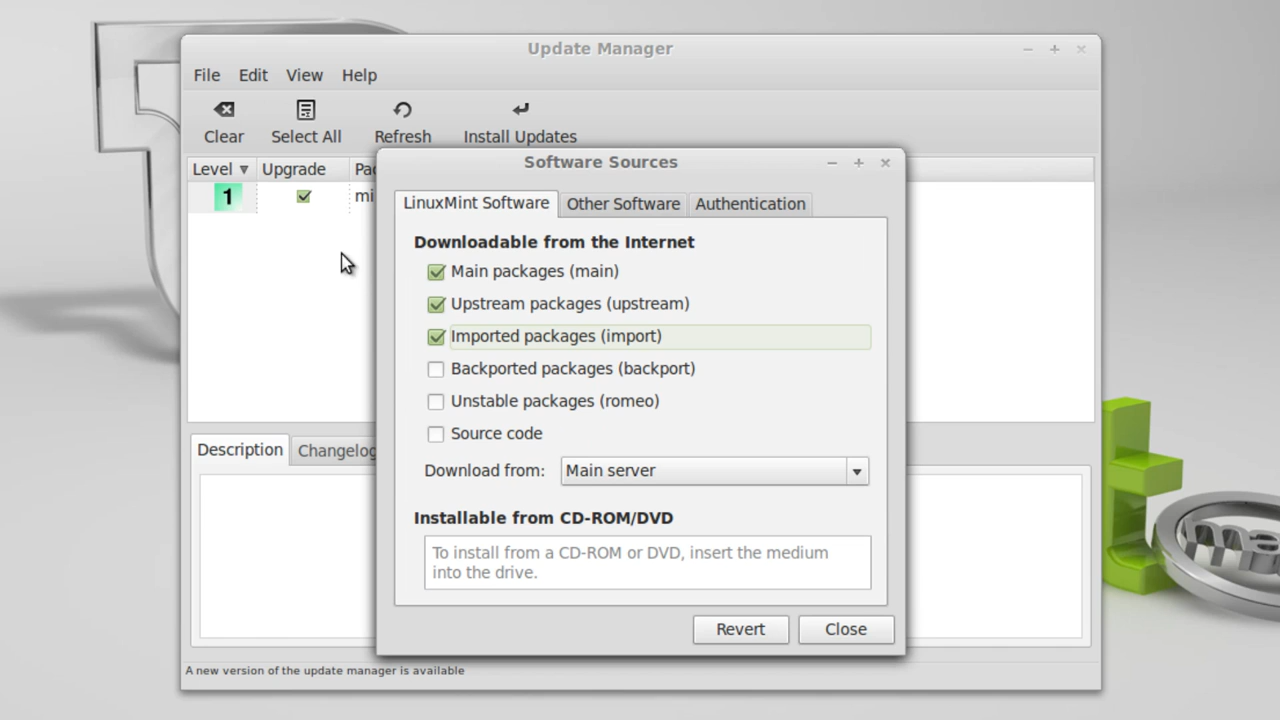 Update Manager
File Edit View Help
Clear Select All Refresh Install Updates
Level Upgrade
1
Software Sources
LinuxMint Software Other Software Authentication
Downloadable from the Internet
Main packages (main)
Upstream packages (upstream)
Imported packages (import)
Backported packages (backport)
Unstable packages (romeo)
Source code
Download from: Main server
Installable from CD-ROM/DVD
To install from a CD-ROM or DVD, insert the medium
into the drive.
Revert Close
Description Changelog
A new version of the update manager is available